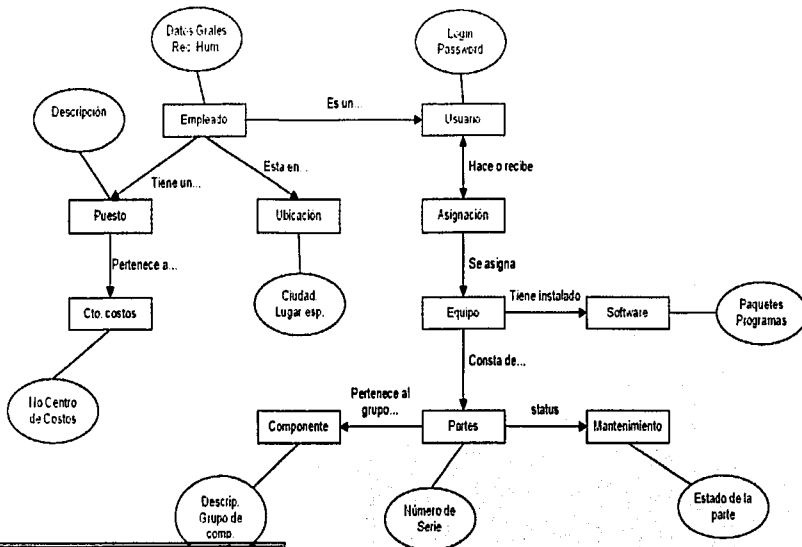 Datos Grales
Rec. Hum
Login
Password
Descripción
Empleado
Es un...
Usuario
Tiene un...
Esta en...
Hace o recibe
Puesto
Ubicación
Asignación
Pertenece a...
Se asigna
Cto. costos
Ciudad.
Lugar esp.
Equipo
Tiene instalado
Software
Paquetes
Programas
Consta de...
No Centro
de Costos
Pertenece al
grupo...
Componente
Partes
status
Mantenimiento
Descrip.
Grupo de
comp.
Número de
Serie
Estado de la
parte